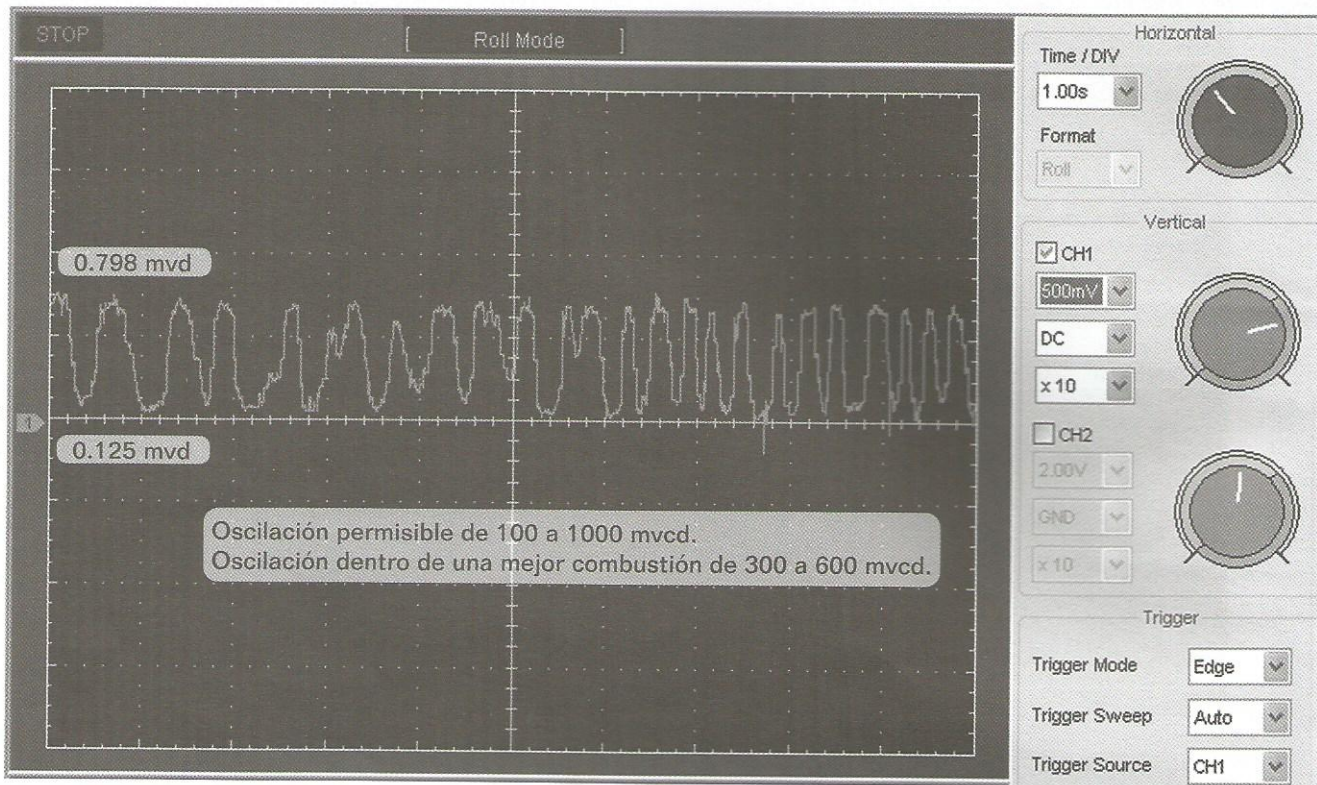 STOP
[ Roll Mode ]
0.798 mvd
1
0.125 mvd
Oscilación permisible de 100 a 1000 mvcd.
Oscilación dentro de una mejor combustión de 300 a 600 mvcd.
Horizontal
Time / DIV
1.00s
Format
Roll
Vertical
CH1
500mV
DC
x 10
CH2
2.00V
GND
x 10
Trigger
Trigger Mode Edge
Trigger Sweep Auto
Trigger Source CH1